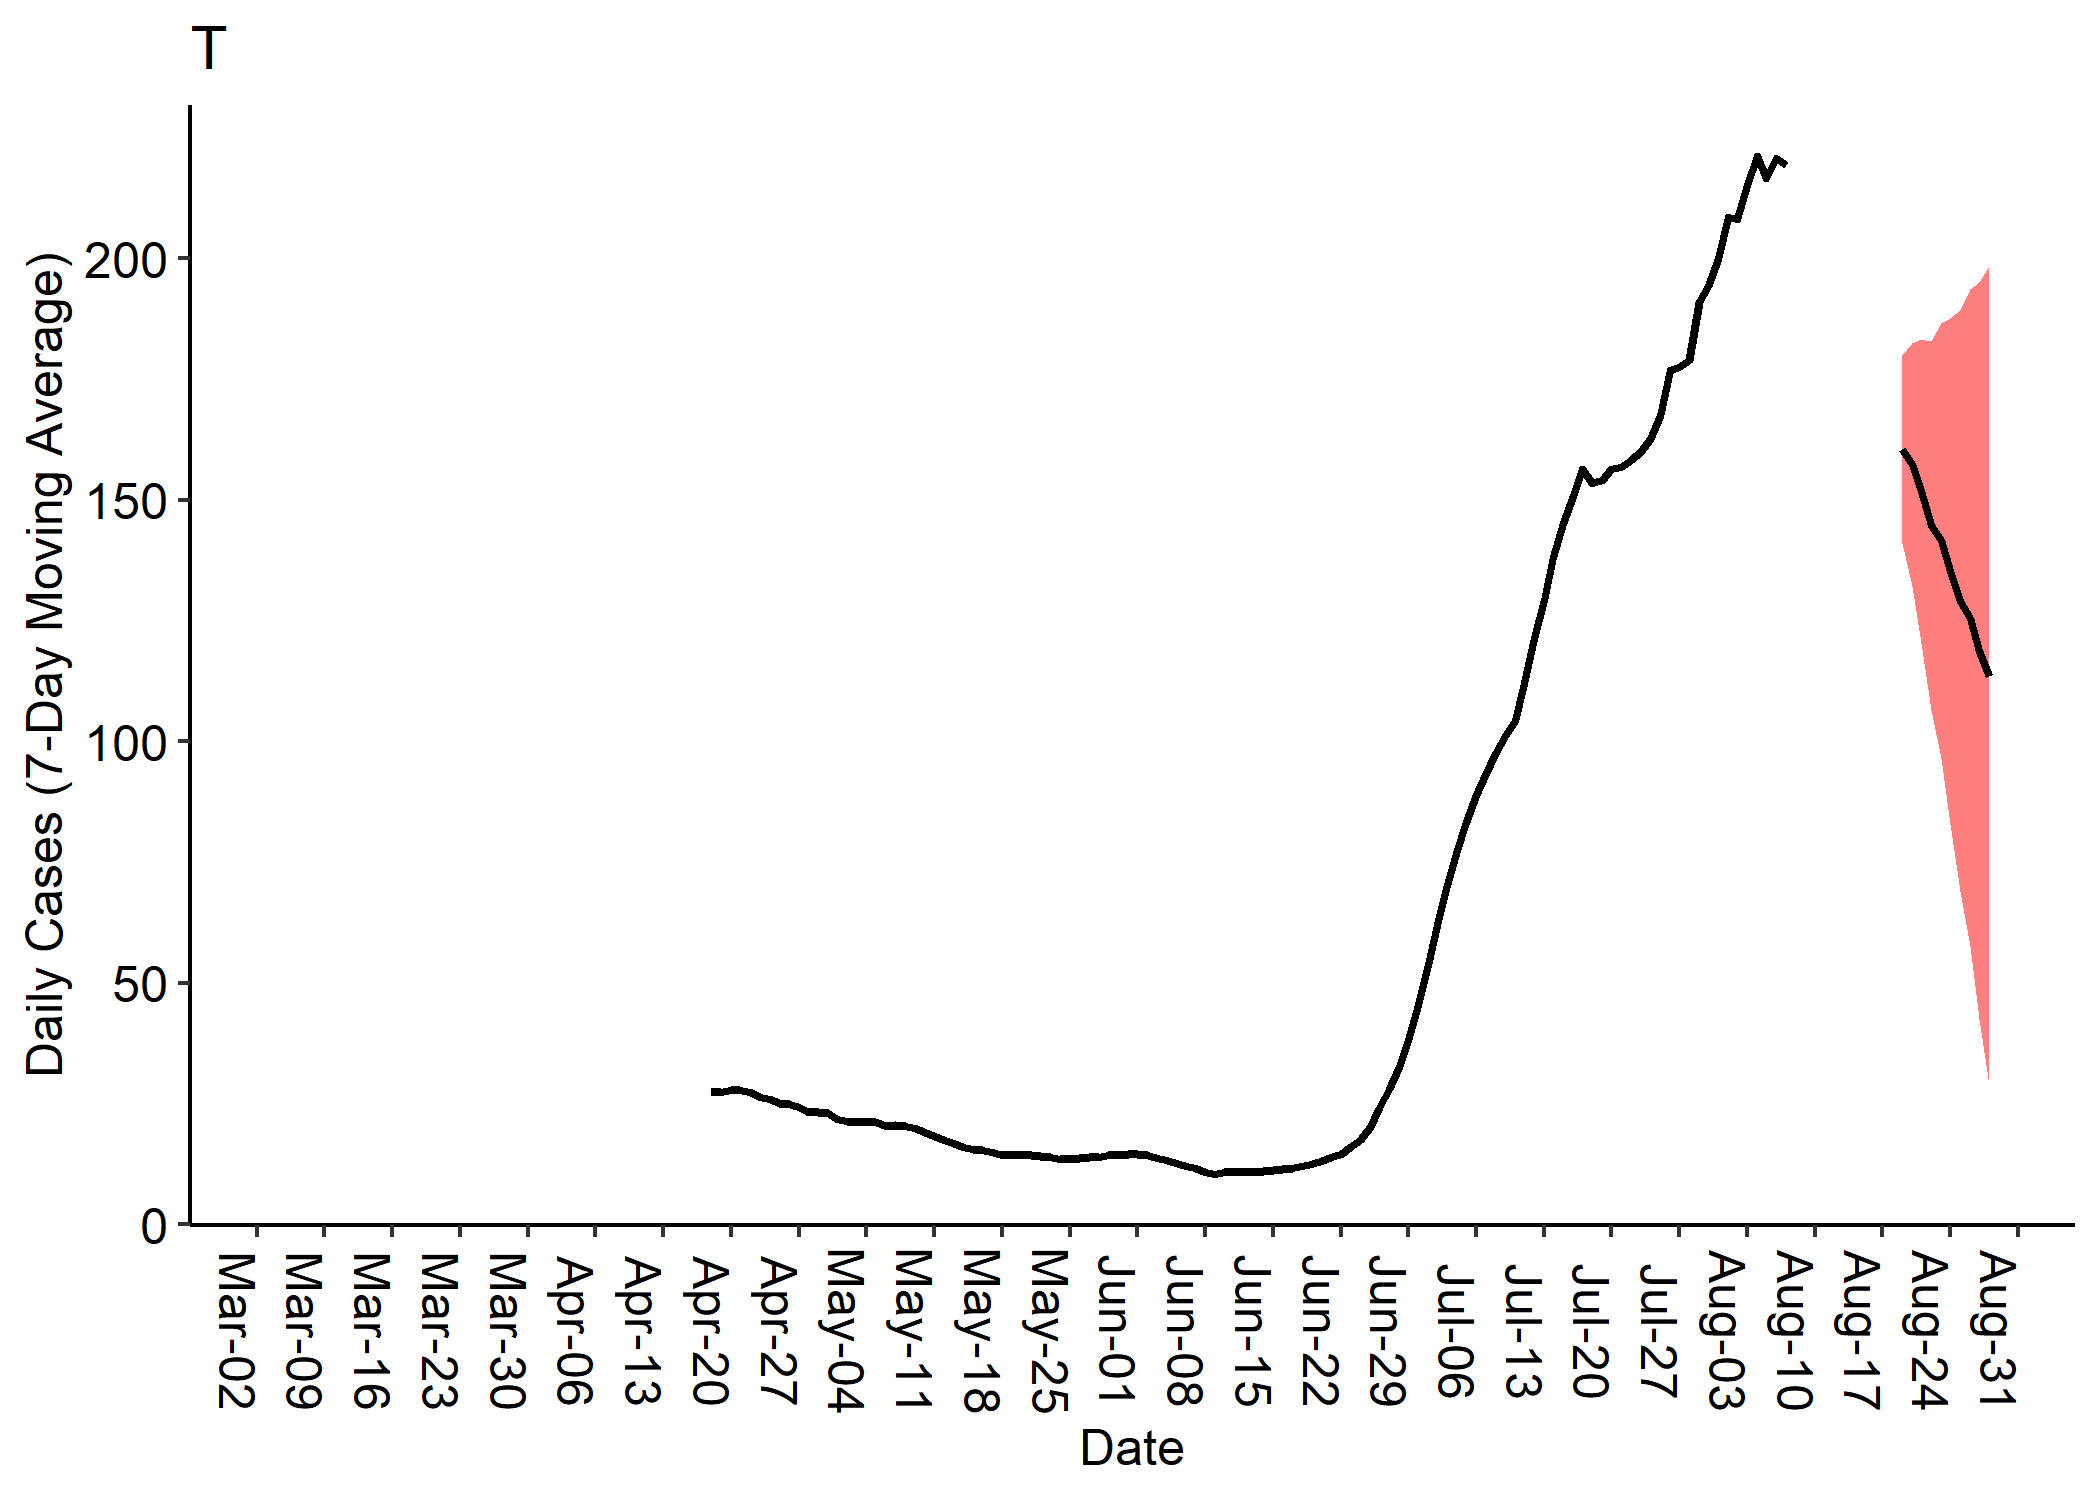 T
Daily Cases (7-Day Moving Average)
200
150
100
50
0
Mar-02
Mar-09
Mar-16
Mar-23
Mar-30
Apr-06
Apr-13
Apr-20
Apr-27
May-04
May-11
May-18
May-25
Jun-01
Jun-08
Jun-15
Jun-22
Jun-29
Jul-06
Jul-13
Jul-20
Jul-27
Aug-03
Aug-10
Aug-17
Aug-24
Aug-31
Date